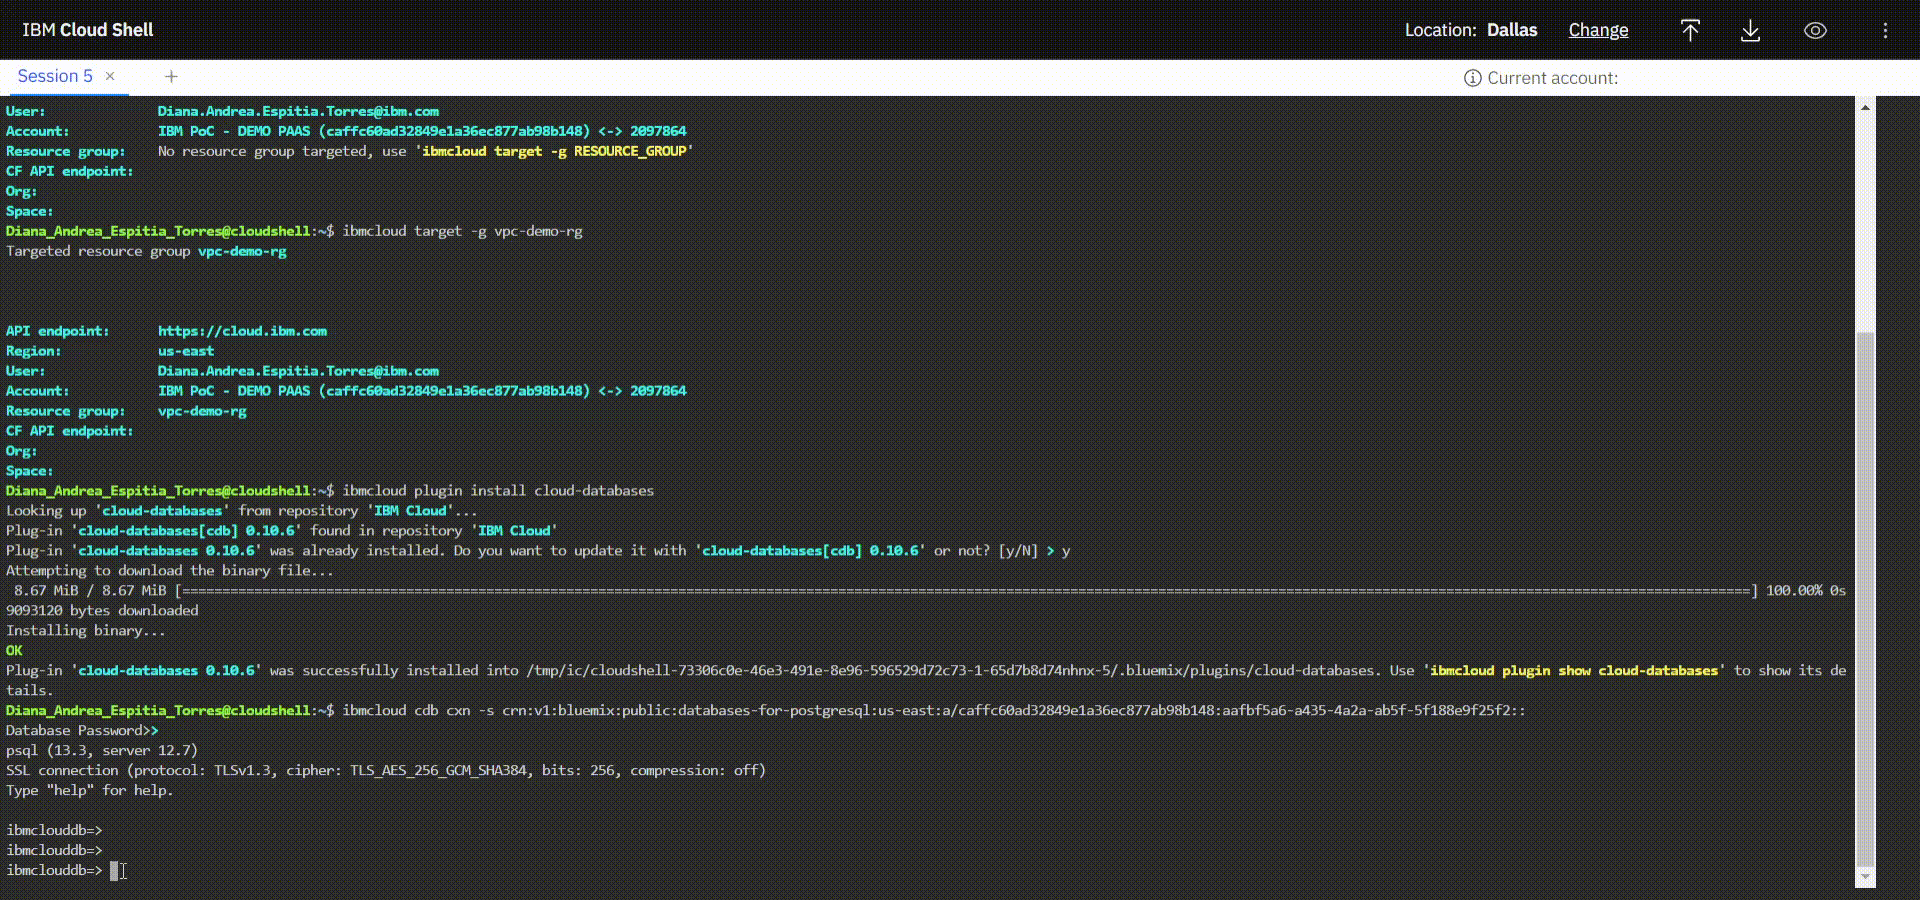 IBM Cloud Shell
Location: Dallas Change
Session 5 × +
Current account:
User: Diana.Andrea.Espitia.Torres@ibm.com
Account: IBM PoC - DEMO PAAS (caffc60ad32849e1a36ec877ab98b148) <-> 2097864
Resource group: No resource group targeted, use 'ibmcloud target -g RESOURCE_GROUP'
CF API endpoint:
Org:
Space:
Diana_Andrea_Espitia_Torres@cloudshell:~$ ibmcloud target -g vpc-demo-rg
Targeted resource group vpc-demo-rg
API endpoint: https://cloud.ibm.com
Region: us-east
User: Diana.Andrea.Espitia.Torres@ibm.com
Account: IBM PoC - DEMO PAAS (caffc60ad32849e1a36ec877ab98b148) <-> 2097864
Resource group: vpc-demo-rg
CF API endpoint:
Org:
Space:
Diana_Andrea_Espitia_Torres@cloudshell:~$ ibmcloud plugin install cloud-databases
Looking up 'cloud-databases' from repository 'IBM Cloud'...
Plug-in 'cloud-databases[cdb] 0.10.6' found in repository 'IBM Cloud'
Plug-in 'cloud-databases 0.10.6' was already installed. Do you want to update it with 'cloud-databases[cdb] 0.10.6' or not? [y/N] > y
Attempting to download the binary file...
8.67 MiB / 8.67 MiB [====================================================================================================] 100.00% 0s
9093120 bytes downloaded
Installing binary...
OK
Plug-in 'cloud-databases 0.10.6' was successfully installed into /tmp/ic/cloudshell-73306c0e-46e3-491e-8e96-596529d72c73-1-65d7b8d74nhnx-5/.bluemix/plugins/cloud-databases. Use 'ibmcloud plugin show cloud-databases' to show its de
tails.
Diana_Andrea_Espitia_Torres@cloudshell:~$ ibmcloud cdb cxn -s crn:v1:bluemix:public:databases-for-postgresql:us-east:a/caffc60ad32849e1a36ec877ab98b148:aafbf5a6-a435-4a2a-ab5f-5f188e9f25f2::
Database Password>>
psql (13.3, server 12.7)
SSL connection (protocol: TLSv1.3, cipher: TLS_AES_256_GCM_SHA384, bits: 256, compression: off)
Type "help" for help.
ibmclouddb=>
ibmclouddb=>
ibmclouddb=>